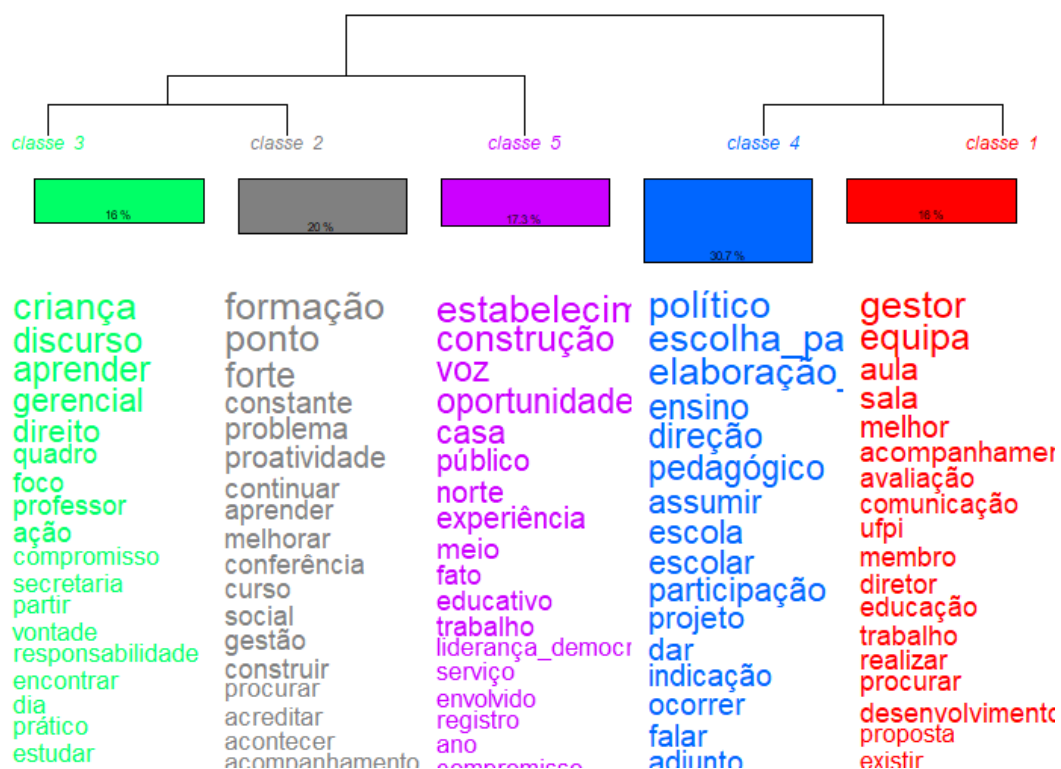 classe 3 classe 2 classe 5 classe 4 classe 1
16 % 20 % 17.3 % 30.7 % 16 %
criança
discurso
aprender
gerencial
direito
quadro
foco
professor
ação
compromisso
secretaria
partir
vontade
responsabilidade
encontrar
dia
prático
estudar
formação
ponto
forte
constante
problema
proatividade
continuar
aprender
melhorar
conferência
curso
social
gestão
construir
procurar
acreditar
acontecer
acompanhamento
estabelecim
construção
voz
oportunidade
casa
público
norte
experiência
meio
fato
educativo
trabalho
liderança_democr
serviço
envolvido
registro
ano
compromisso
político
escolha_pa
elaboração_
ensino
direção
pedagógico
assumir
escola
escolar
participação
projeto
dar
indicação
ocorrer
falar
adjunto
gestor
equipa
aula
sala
melhor
acompanhamen
avaliação
comunicação
ufpi
membro
diretor
educação
trabalho
realizar
procurar
desenvolvimento
proposta
existir